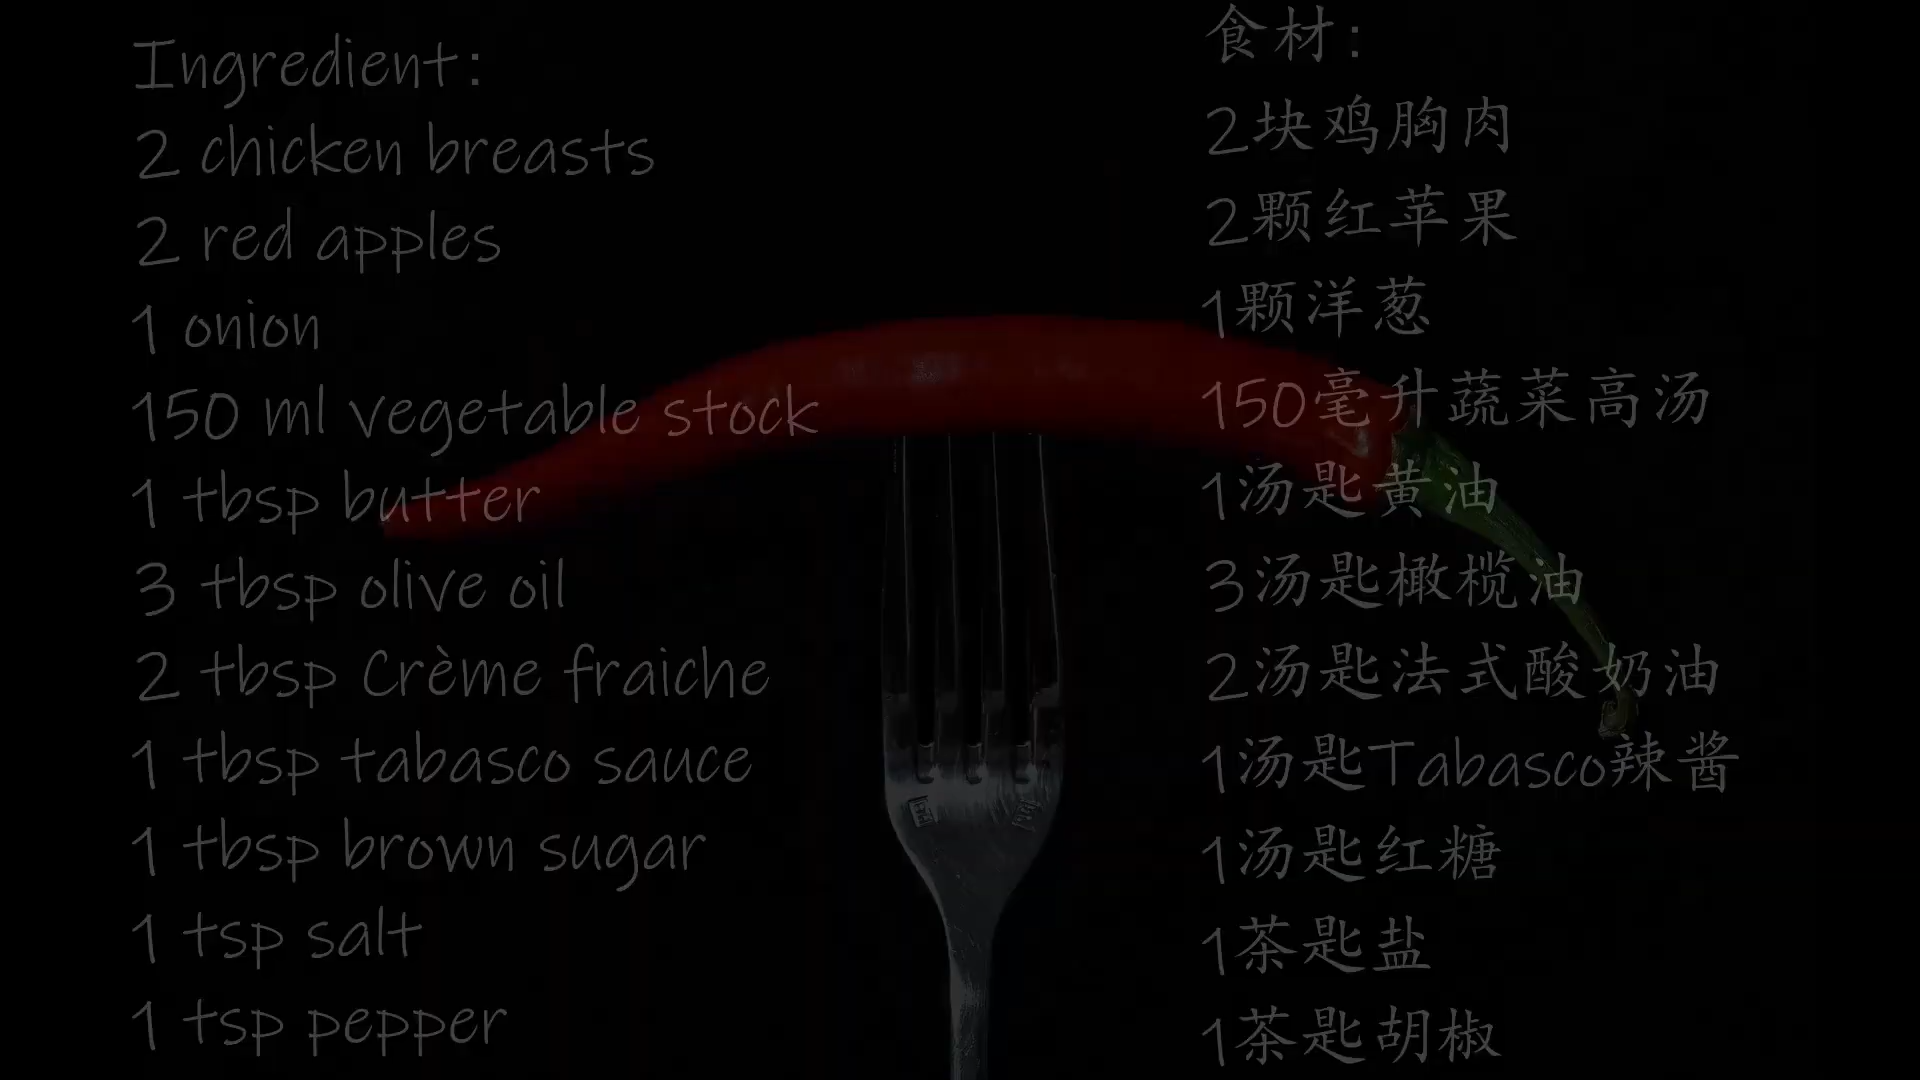 Ingredient:
2 chicken breasts
2 red apples
1 onion
150 ml vegetable stock
1 tbsp butter
3 tbsp olive oil
2 tbsp Crème fraiche
1 tbsp tabasco sauce
1 tbsp brown sugar
1 tsp salt
1 tsp pepper
食材:
2块鸡胸肉
2颗红苹果
1颗洋葱
150毫升蔬菜高汤
1汤匙黄油
3汤匙橄榄油
2汤匙法式酸奶油
1汤匙Tabasco辣酱
1汤匙红糖
1茶匙盐
1茶匙胡椒